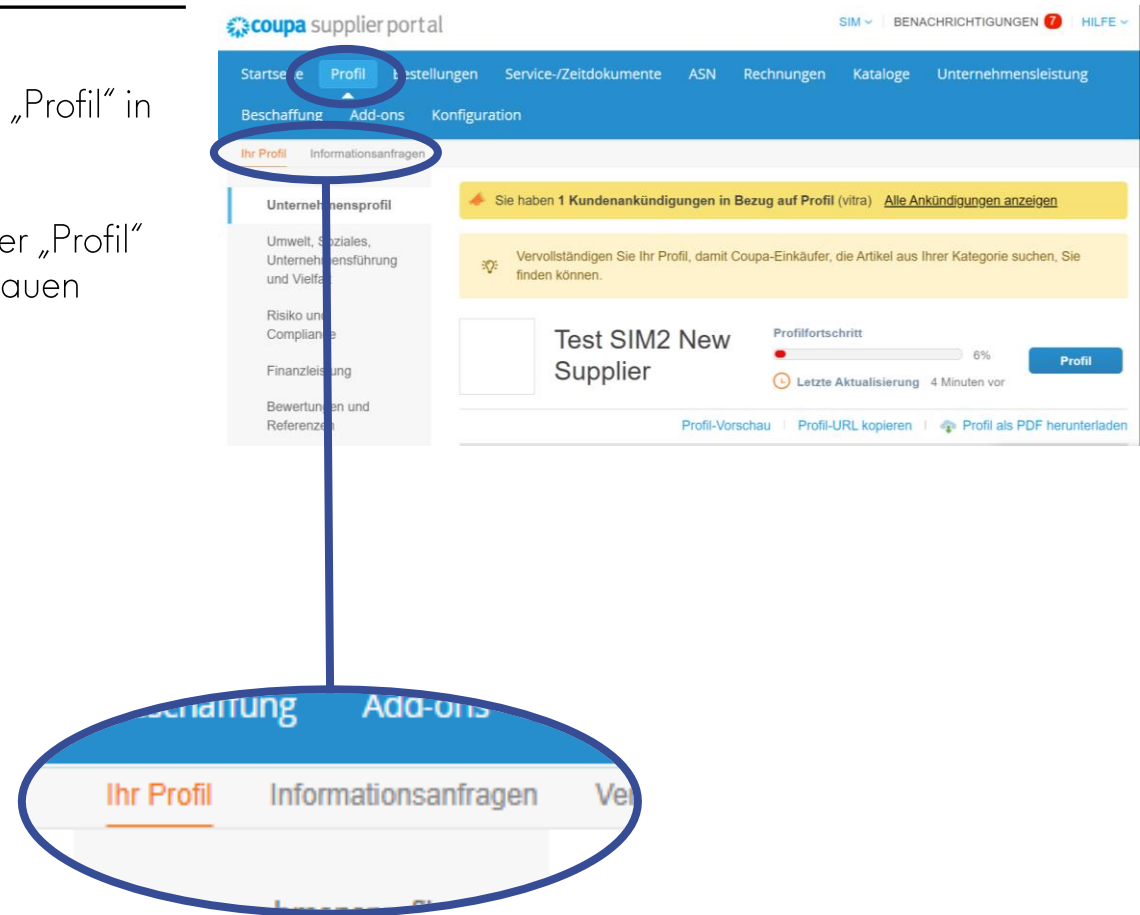 „Profil“ in
er „Profil“
auen
coupa supplier portal
SIM BENACHRICHTIGUNGEN 7 HILFE
Startseite Profil Bestellungen Service-/Zeitdokumente ASN Rechnungen Kataloge Unternehmensleistung
Beschaffung Add-ons Konfiguration
Ihr Profil Informationsanfragen
Unternehmensprofil
Umwelt, Soziales,
Unternehmensführung
und Vielfalt
Risiko und
Compliance
Finanzleistung
Bewertungen und
Referenzen
Sie haben 1 Kundenankündigungen in Bezug auf Profil (vitra) Alle Ankündigungen anzeigen
Vervollständigen Sie Ihr Profil, damit Coupa-Einkäufer, die Artikel aus Ihrer Kategorie suchen, Sie
finden können.
Test SIM2 New
Supplier
Profilfortschritt
6%
Letzte Aktualisierung 4 Minuten vor
Profil
Profil-Vorschau Profil-URL kopieren Profil als PDF herunterladen
schaffung Add-ons
Ihr Profil Informationsanfragen Ver